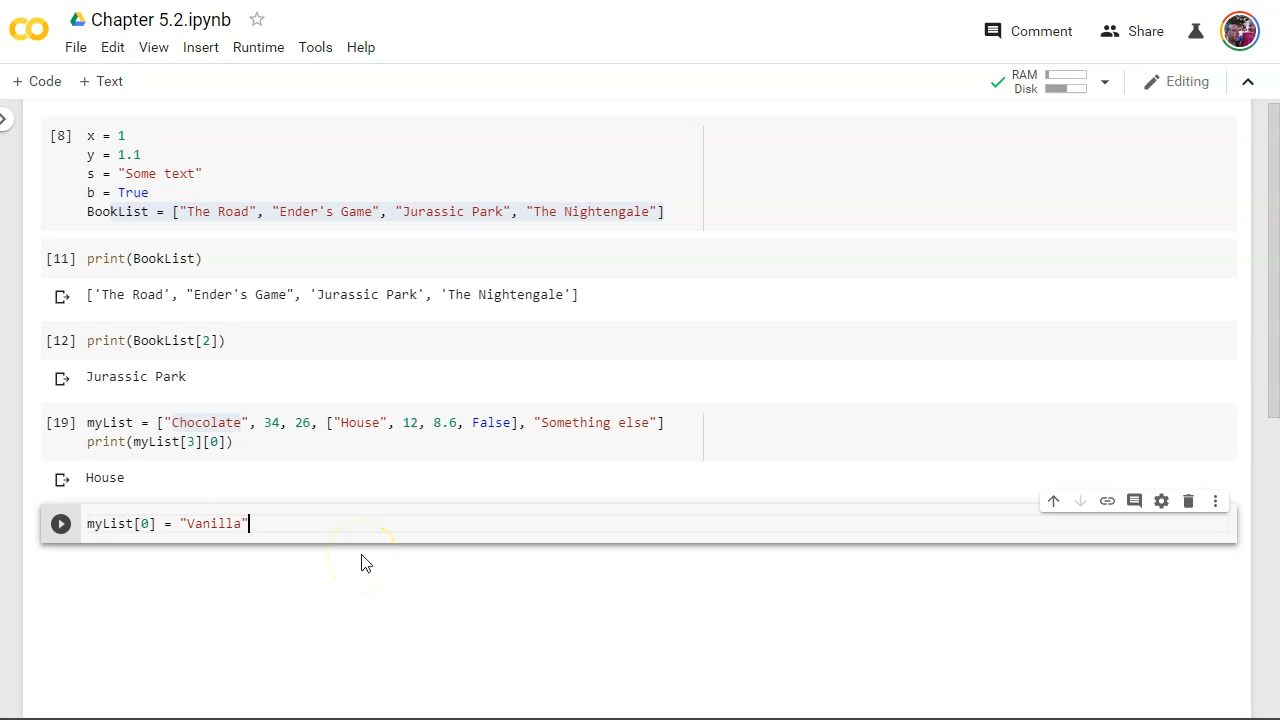 CO Chapter 5.2.ipynb
File Edit View Insert Runtime Tools Help
Comment Share
+ Code + Text
RAM
Disk
Editing
[8] x = 1
y = 1.1
s = "Some text"
b = True
BookList = ["The Road", "Ender's Game", "Jurassic Park", "The Nightengale"]
[11] print(BookList)
['The Road', "Ender's Game", 'Jurassic Park', 'The Nightengale']
[12] print(BookList[2])
Jurassic Park
[19] myList = ["Chocolate", 34, 26, ["House", 12, 8.6, False], "Something else"]
print(myList[3][0])
House
myList[0] = "Vanilla"